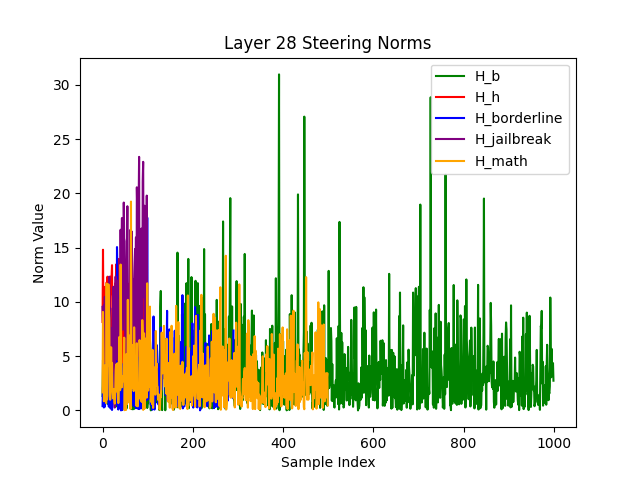 Layer 28 Steering Norms
H_b
H_h
H_borderline
H_jailbreak
H_math
Norm Value
30
25
20
15
10
5
0
0 200 400 600 800 1000
Sample Index